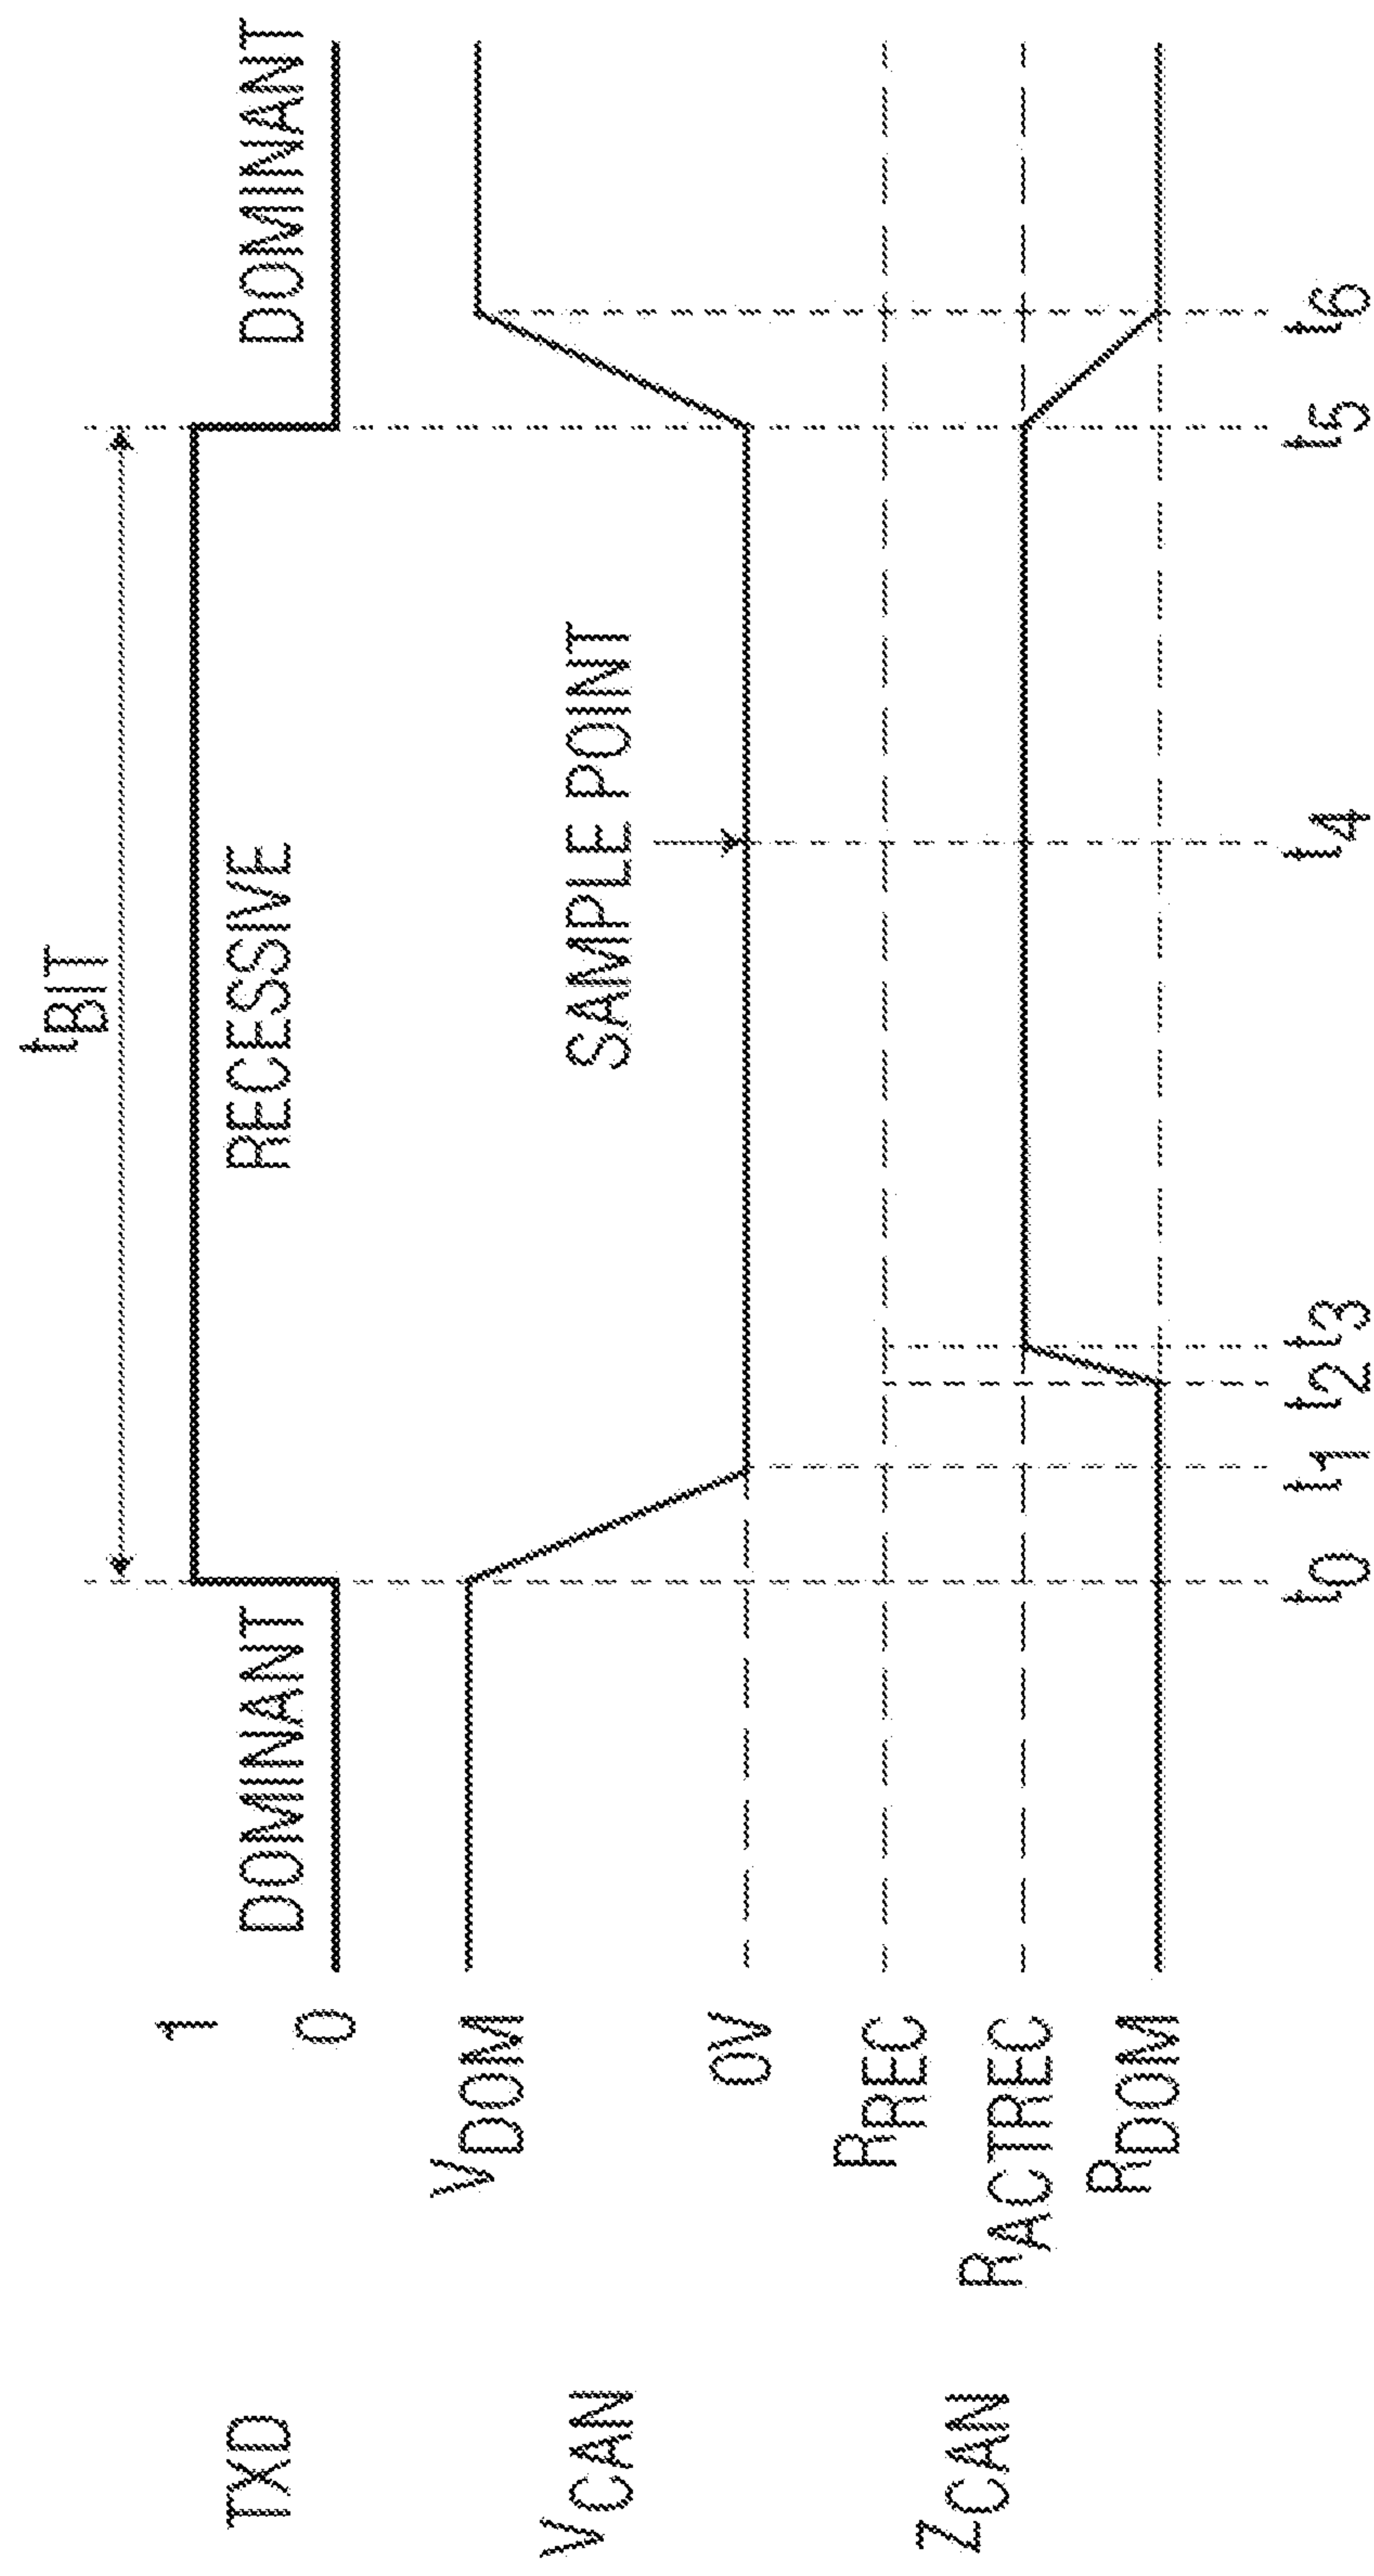 tBIT
DOMINANT
RECESSIVE
DOMINANT
TXD
1
0
VCAN
VDOM
0V
SAMPLE POINT
ZCAN
RREC
RACTREC
RDOM
t0 t1 t2 t3 t4 t5 t6